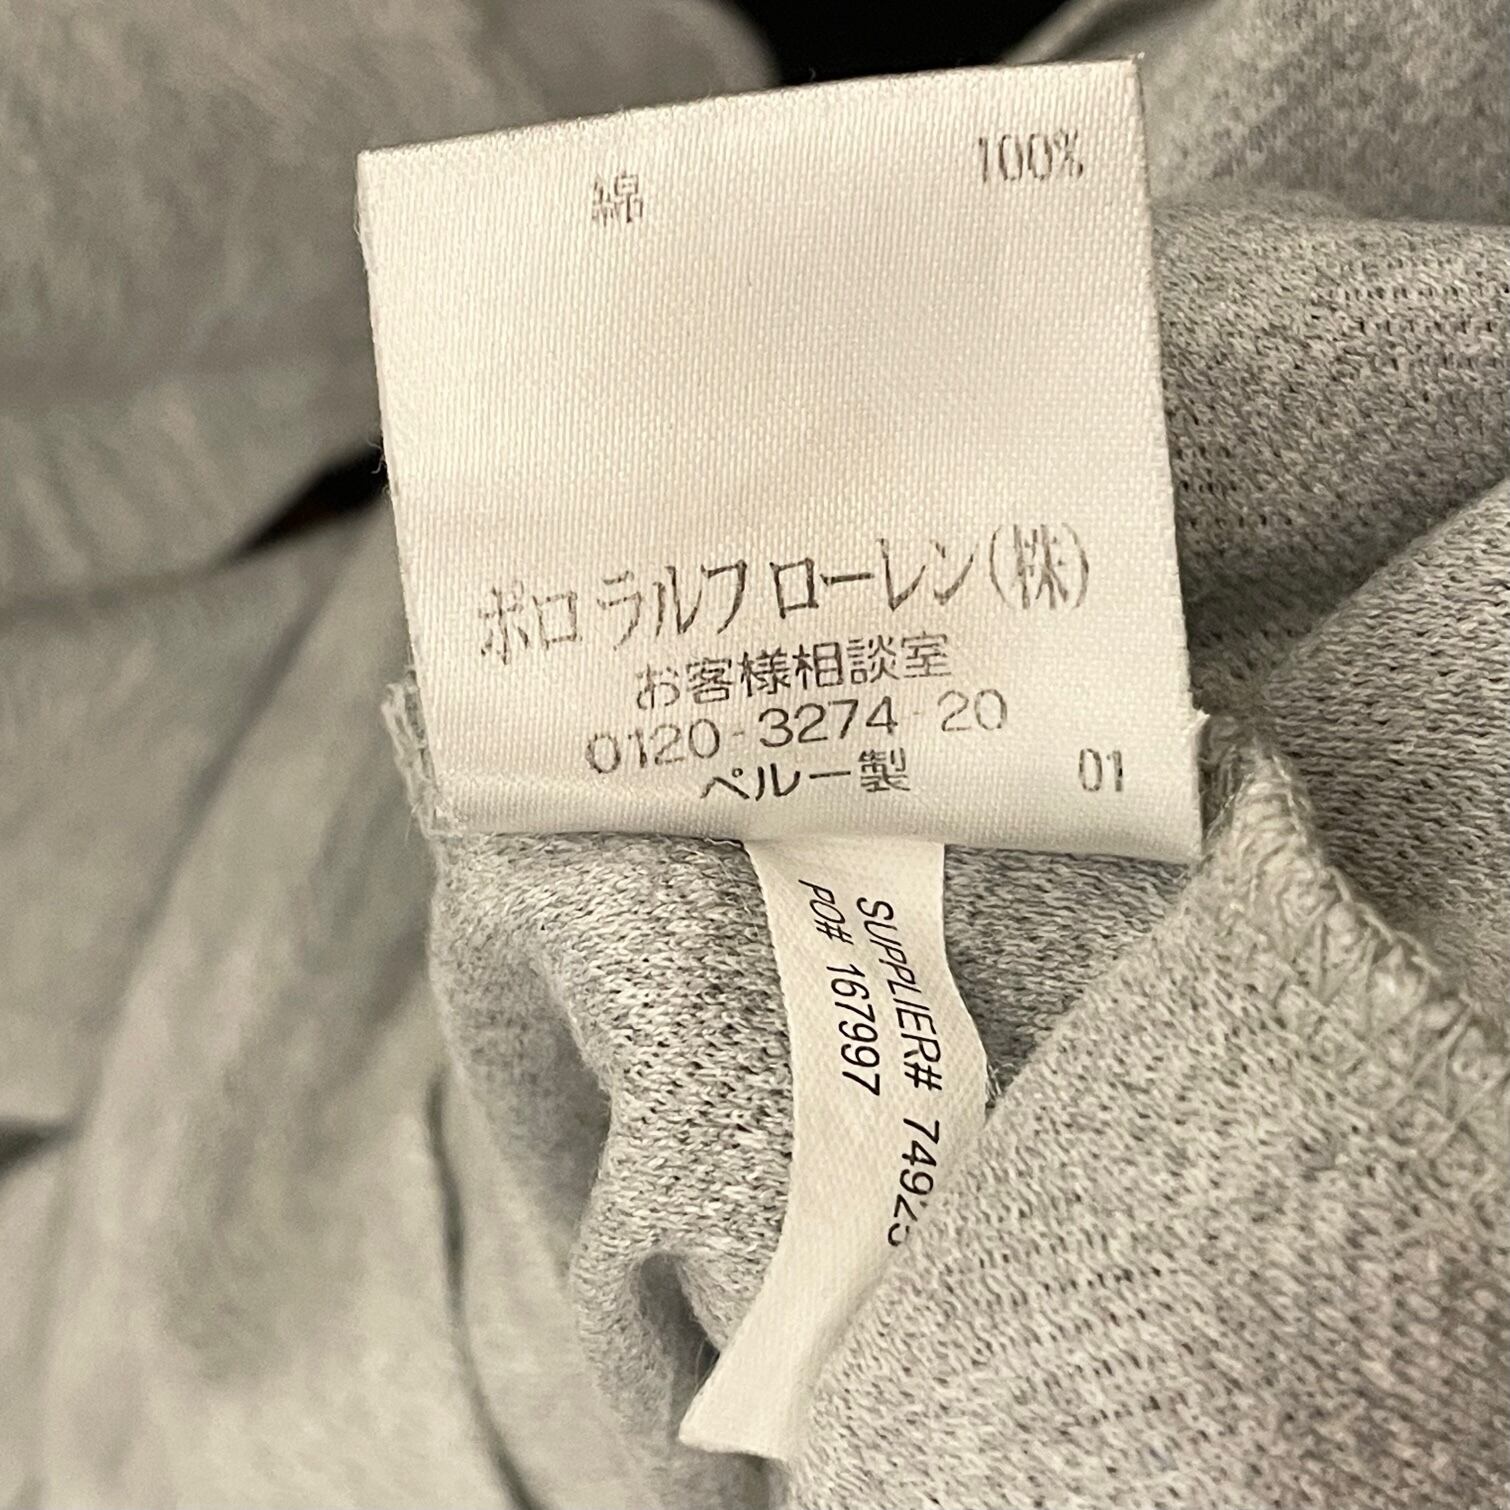 綿 100%
ポロ ラルフ ローレン(株)
お客様相談室
0120-3274-20
ペルー製 01
SUPPLIER#
PO# 167997